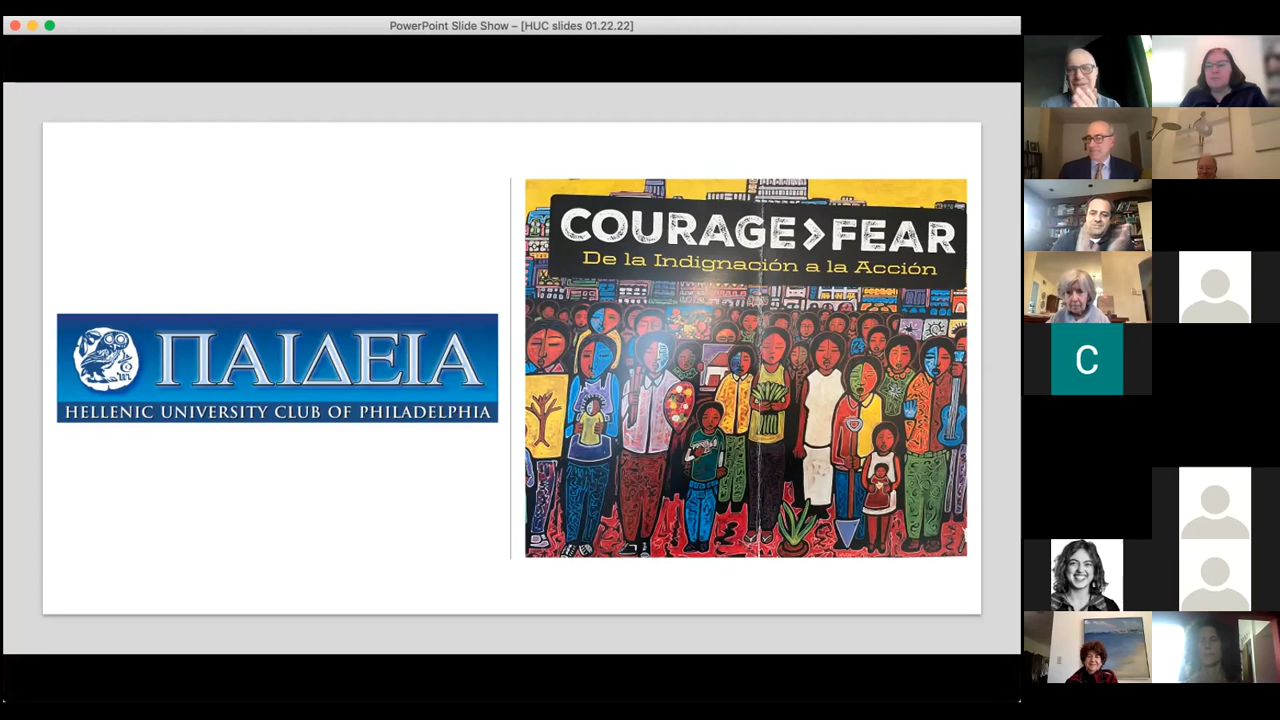 PowerPoint Slide Show – [HUC slides 01.22.22]
ΠΑΙΔΕΙΑ
HELLENIC UNIVERSITY CLUB OF PHILADELPHIA
COURAGE>FEAR
De la Indignación a la Acción
C